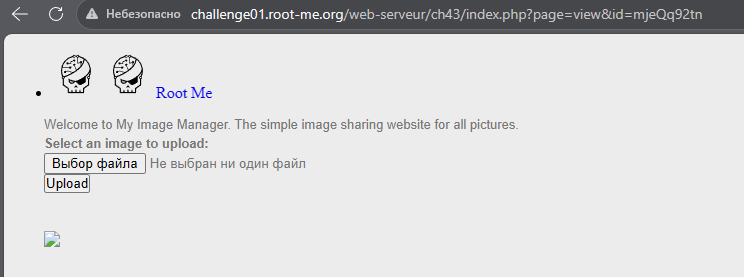 Небезопасно challenge01.root-me.org/web-serveur/ch43/index.php?page=view&id=mjeQq92tn
Root Me
Welcome to My Image Manager. The simple image sharing website for all pictures.
Select an image to upload:
Выбор файла Не выбран ни один файл
Upload